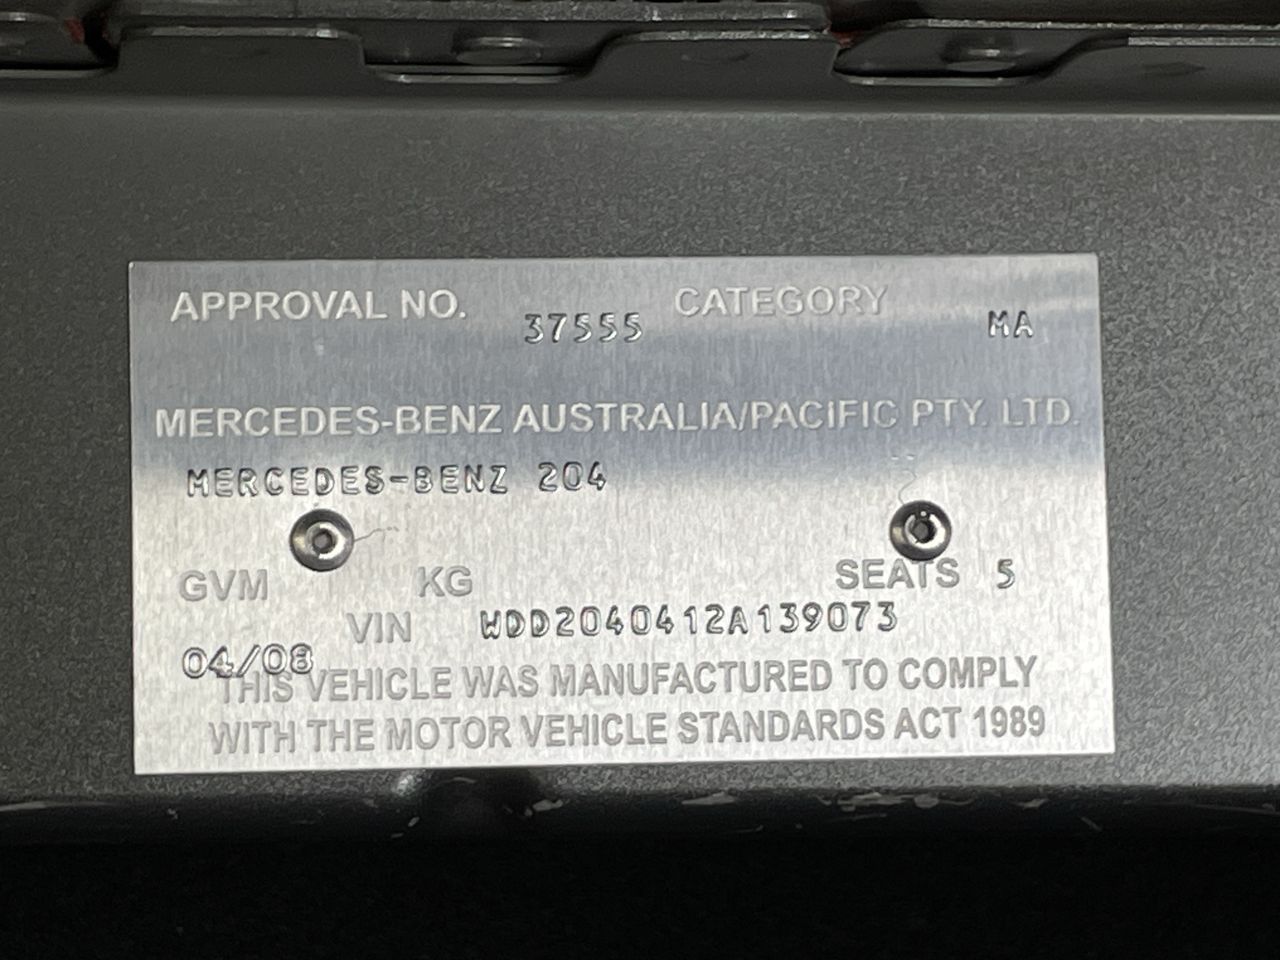 APPROVAL NO. 37555 CATEGORY MA
MERCEDES-BENZ AUSTRALIA/PACIFIC PTY. LTD.
MERCEDES-BENZ 204
GVM KG SEATS 5
VIN WDD2040412A139073
04/08
THIS VEHICLE WAS MANUFACTURED TO COMPLY
WITH THE MOTOR VEHICLE STANDARDS ACT 1989